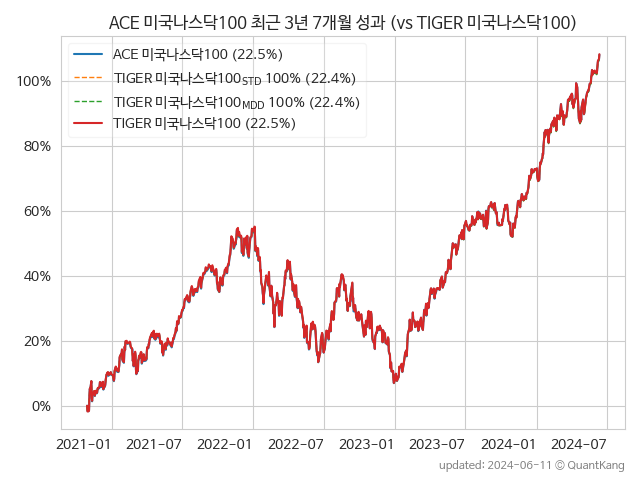 ACE 미국나스닥100 최근 3년 7개월 성과 (vs TIGER 미국나스닥100)
ACE 미국나스닥100 (22.5%)
TIGER 미국나스닥100STD 100% (22.4%)
TIGER 미국나스닥100MDD 100% (22.4%)
TIGER 미국나스닥100 (22.5%)
100%
80%
60%
40%
20%
0%
2021-01 2021-07 2022-01 2022-07 2023-01 2023-07 2024-01 2024-07
updated: 2024-06-11 © QuantKang